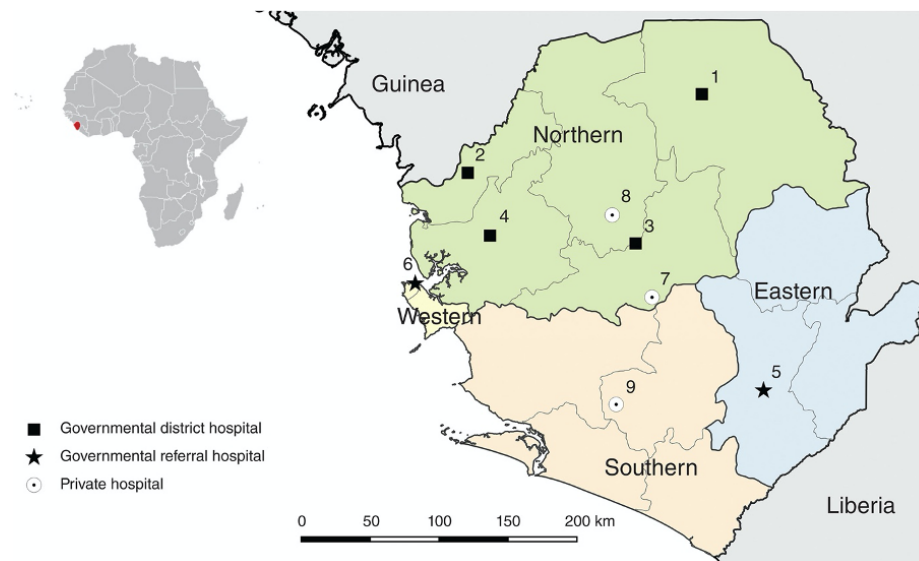 Guinea
1
Northern
2
8
4
3
6
7
Eastern
Western
5
9
Governmental district hospital
Governmental referral hospital
Private hospital
Southern
Liberia
0 50 100 150 200 km